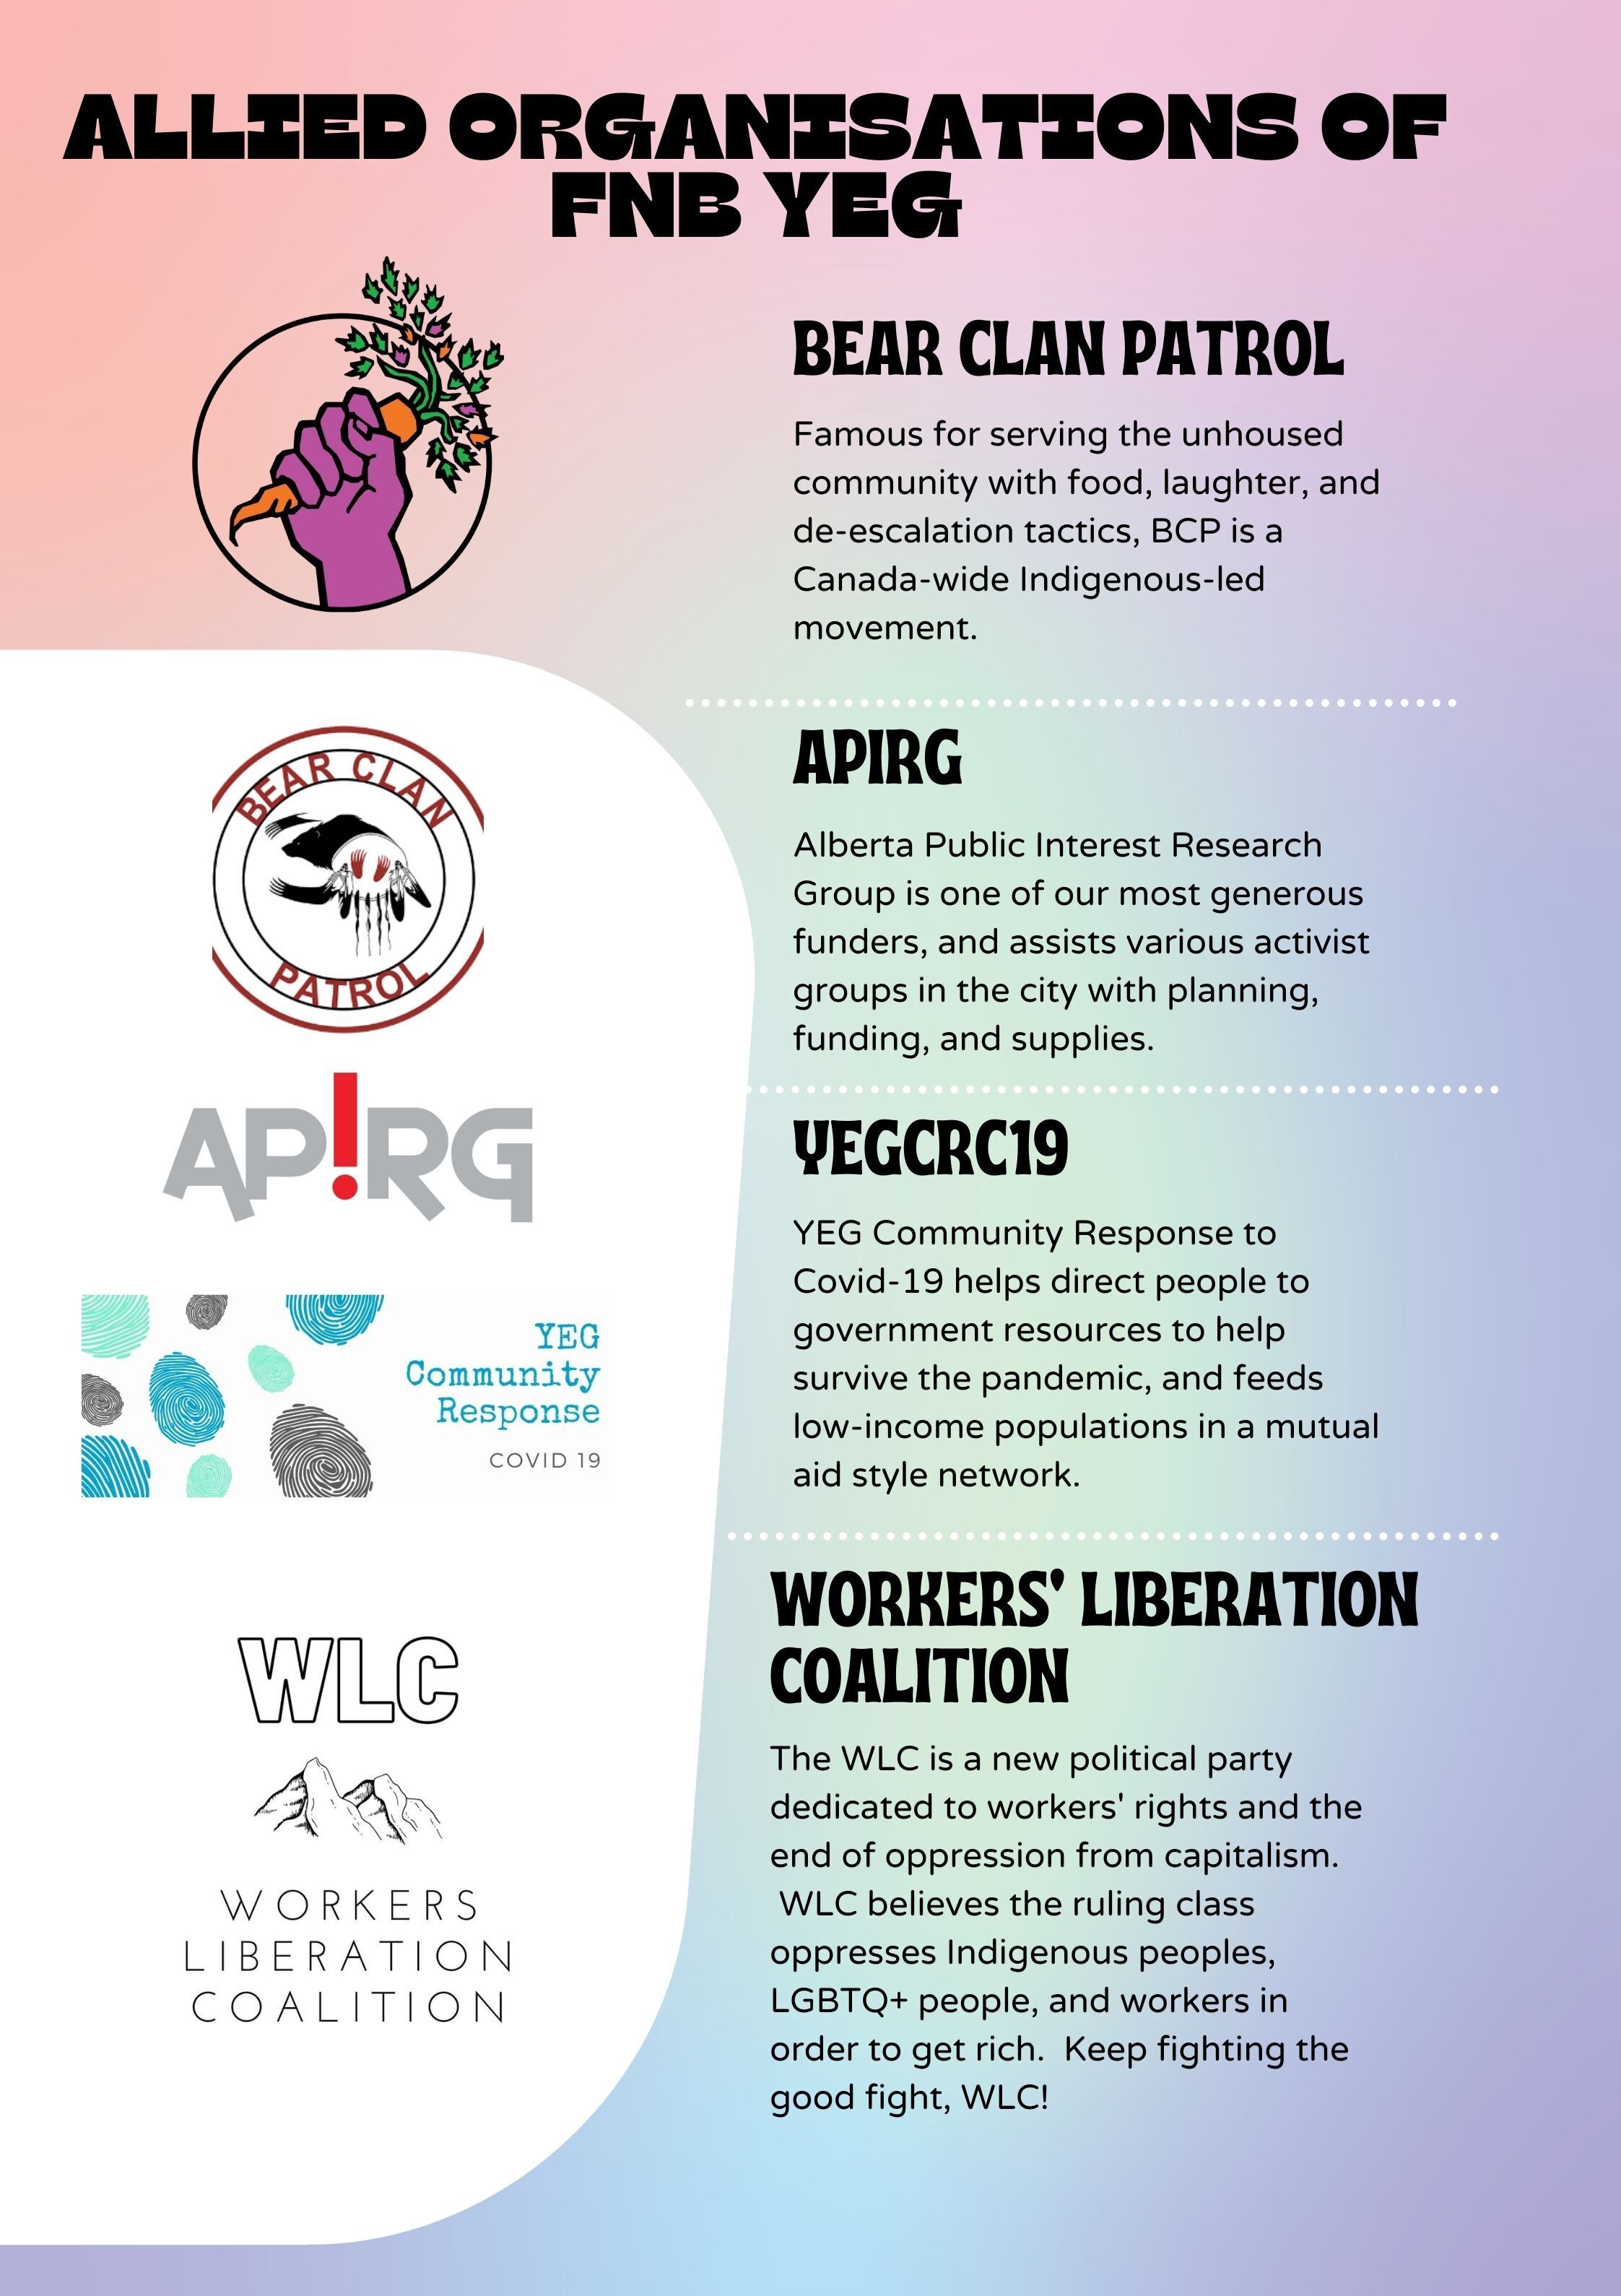 ALLIED ORGANISATIONS OF
FNB YEG
BEAR CLAN PATROL
Famous for serving the unhoused
community with food, laughter, and
de-escalation tactics, BCP is a
Canada-wide Indigenous-led
movement.
BEAR CLAN
PATROL
APIRG
Alberta Public Interest Research
Group is one of our most generous
funders, and assists various activist
groups in the city with planning,
funding, and supplies.
AP!RG
YEGCRC19
YEG Community Response to
Covid-19 helps direct people to
government resources to help
survive the pandemic, and feeds
low-income populations in a mutual
aid style network.
YEG
Community
Response
COVID 19
WORKERS' LIBERATION
COALITION
The WLC is a new political party
dedicated to workers' rights and the
end of oppression from capitalism.
WLC believes the ruling class
oppresses Indigenous peoples,
LGBTQ+ people, and workers in
order to get rich.  Keep fighting the
good fight, WLC!
WLC
WORKERS
LIBERATION
COALITION